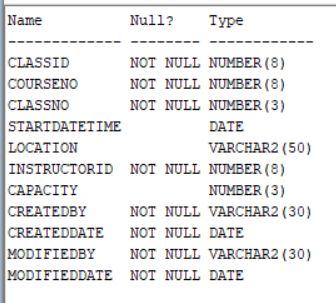 Name Null? Type
------------- -------- ------------
CLASSID NOT NULL NUMBER(8)
COURSENO NOT NULL NUMBER(8)
CLASSNO NOT NULL NUMBER(3)
STARTDATETIME DATE
LOCATION VARCHAR2(50)
INSTRUCTORID NOT NULL NUMBER(8)
CAPACITY NUMBER(3)
CREATEDBY NOT NULL VARCHAR2(30)
CREATEDDATE NOT NULL DATE
MODIFIEDBY NOT NULL VARCHAR2(30)
MODIFIEDDATE NOT NULL DATE